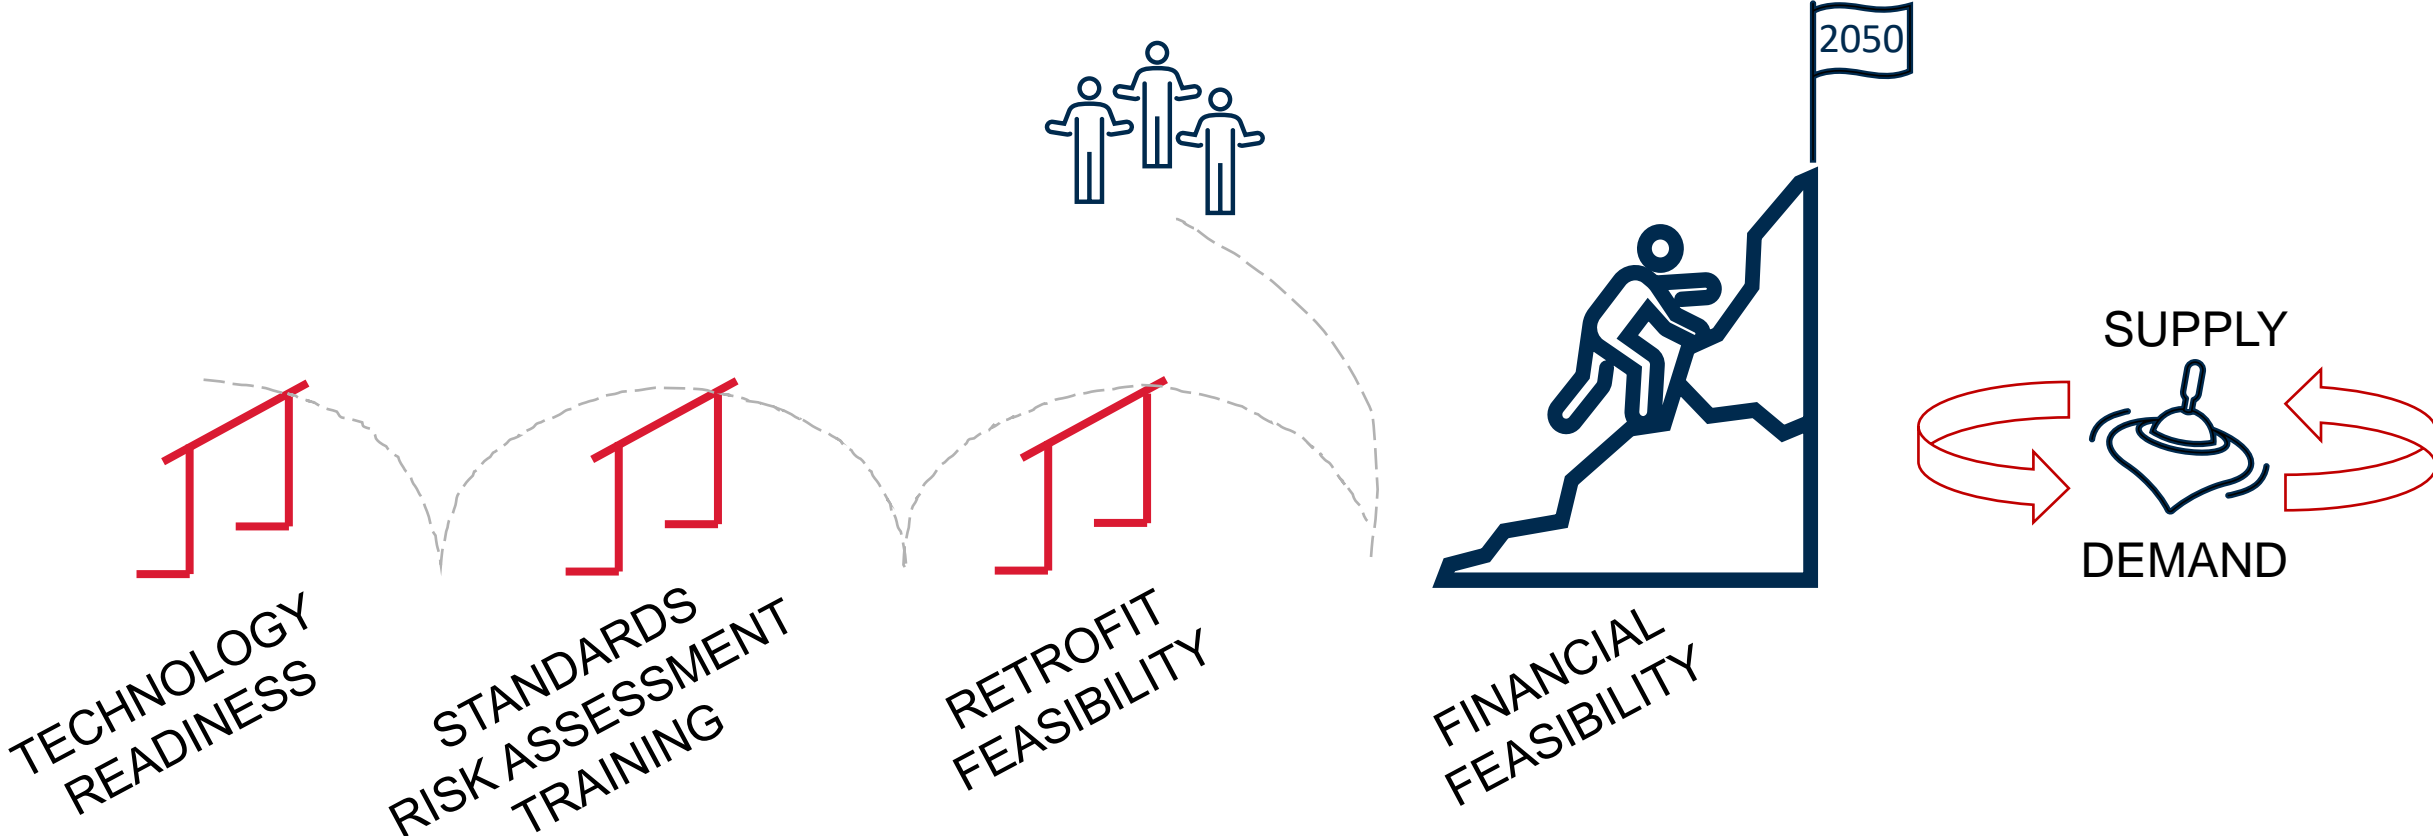 2050
SUPPLY
DEMAND
TECHNOLOGY
READINESS
STANDARDS
RISK ASSESSMENT
TRAINING
RETROFIT
FEASIBILITY
FINANCIAL
FEASIBILITY